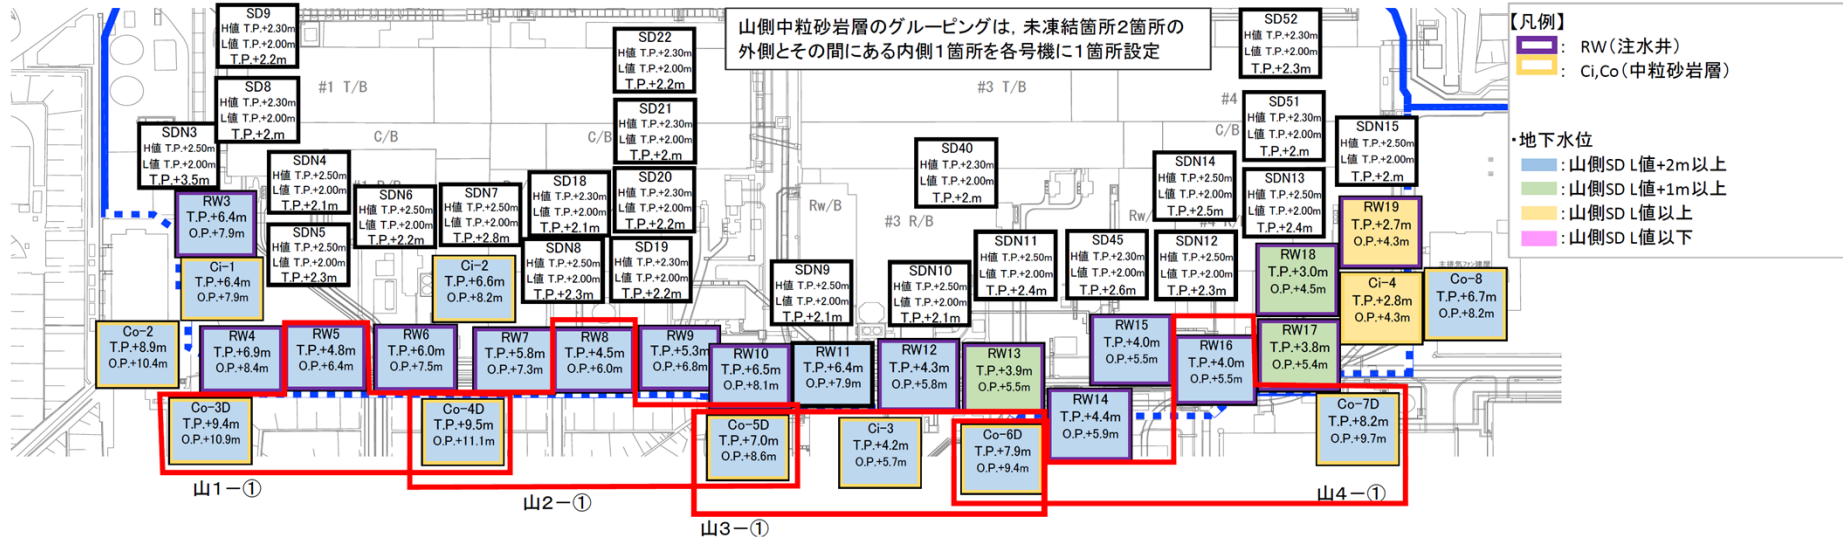 山側中粒砂岩層のグルーピングは，未凍結箇所2箇所の
外側とその間にある内側1箇所を各号機に1箇所設定
【凡例】
： RW（注水井）
： Ci,Co（中粒砂岩層）
・地下水位
：山側SD L値+2m以上
：山側SD L値+1m以上
：山側SD L値以上
：山側SD L値以下
SD9
H値 T.P.+2.30m
L値 T.P.+2.00m
T.P.+2.2m
SD8
H値 T.P.+2.30m
L値 T.P.+2.00m
T.P.+2.m
SDN3
H値 T.P.+2.50m
L値 T.P.+2.00m
T.P.+3.5m
SDN4
H値 T.P.+2.50m
L値 T.P.+2.00m
T.P.+2.1m
SDN5
H値 T.P.+2.50m
L値 T.P.+2.00m
T.P.+2.3m
SDN6
H値 T.P.+2.50m
L値 T.P.+2.00m
T.P.+2.2m
SDN7
H値 T.P.+2.50m
L値 T.P.+2.00m
T.P.+2.8m
SD18
H値 T.P.+2.30m
L値 T.P.+2.00m
T.P.+2.1m
SDN8
H値 T.P.+2.50m
L値 T.P.+2.00m
T.P.+2.3m
SD22
H値 T.P.+2.30m
L値 T.P.+2.00m
T.P.+2.2m
SD21
H値 T.P.+2.30m
L値 T.P.+2.00m
T.P.+2.m
SD20
H値 T.P.+2.30m
L値 T.P.+2.00m
T.P.+2.2m
SD19
H値 T.P.+2.30m
L値 T.P.+2.00m
T.P.+2.2m
SDN9
H値 T.P.+2.50m
L値 T.P.+2.00m
T.P.+2.1m
SDN10
H値 T.P.+2.50m
L値 T.P.+2.00m
T.P.+2.1m
SD40
H値 T.P.+2.30m
L値 T.P.+2.00m
T.P.+2.m
SDN11
H値 T.P.+2.50m
L値 T.P.+2.00m
T.P.+2.4m
SD45
H値 T.P.+2.50m
L値 T.P.+2.00m
T.P.+2.6m
SDN14
H値 T.P.+2.50m
L値 T.P.+2.00m
T.P.+2.5m
SDN12
H値 T.P.+2.50m
L値 T.P.+2.00m
T.P.+2.3m
SD52
H値 T.P.+2.30m
L値 T.P.+2.00m
T.P.+2.3m
SD51
H値 T.P.+2.30m
L値 T.P.+2.00m
T.P.+2.m
SDN13
H値 T.P.+2.50m
L値 T.P.+2.00m
T.P.+2.4m
SDN15
H値 T.P.+2.50m
L値 T.P.+2.00m
T.P.+2.m
#1 T/B
C/B
C/B
#3 T/B
Rw/B
#3 R/B
#4
C/B
Rw/
RW3
T.P.+6.4m
O.P.+7.9m
Ci-1
T.P.+6.4m
O.P.+7.9m
Co-2
T.P.+8.9m
O.P.+10.4m
RW4
T.P.+6.9m
O.P.+8.4m
RW5
T.P.+4.8m
O.P.+6.4m
RW6
T.P.+6.0m
O.P.+7.5m
Ci-2
T.P.+6.6m
O.P.+8.2m
RW7
T.P.+5.8m
O.P.+7.3m
RW8
T.P.+4.5m
O.P.+6.0m
RW9
T.P.+5.3m
O.P.+6.8m
RW10
T.P.+6.5m
O.P.+8.1m
RW11
T.P.+6.4m
O.P.+7.9m
RW12
T.P.+4.3m
O.P.+5.8m
RW13
T.P.+3.9m
O.P.+5.5m
RW14
T.P.+4.4m
O.P.+5.9m
RW15
T.P.+4.0m
O.P.+5.5m
RW16
T.P.+4.0m
O.P.+5.5m
RW17
T.P.+3.8m
O.P.+5.4m
RW18
T.P.+3.0m
O.P.+4.5m
RW19
T.P.+2.7m
O.P.+4.3m
Ci-4
T.P.+2.8m
O.P.+4.3m
Co-8
T.P.+6.7m
O.P.+8.2m
主排気ファン建屋
Co-3D
T.P.+9.4m
O.P.+10.9m
Co-4D
T.P.+9.5m
O.P.+11.1m
Co-5D
T.P.+7.0m
O.P.+8.6m
Ci-3
T.P.+4.2m
O.P.+5.7m
Co-6D
T.P.+7.9m
O.P.+9.4m
Co-7D
T.P.+8.2m
O.P.+9.7m
山1－①
山2－①
山3－①
山4－①